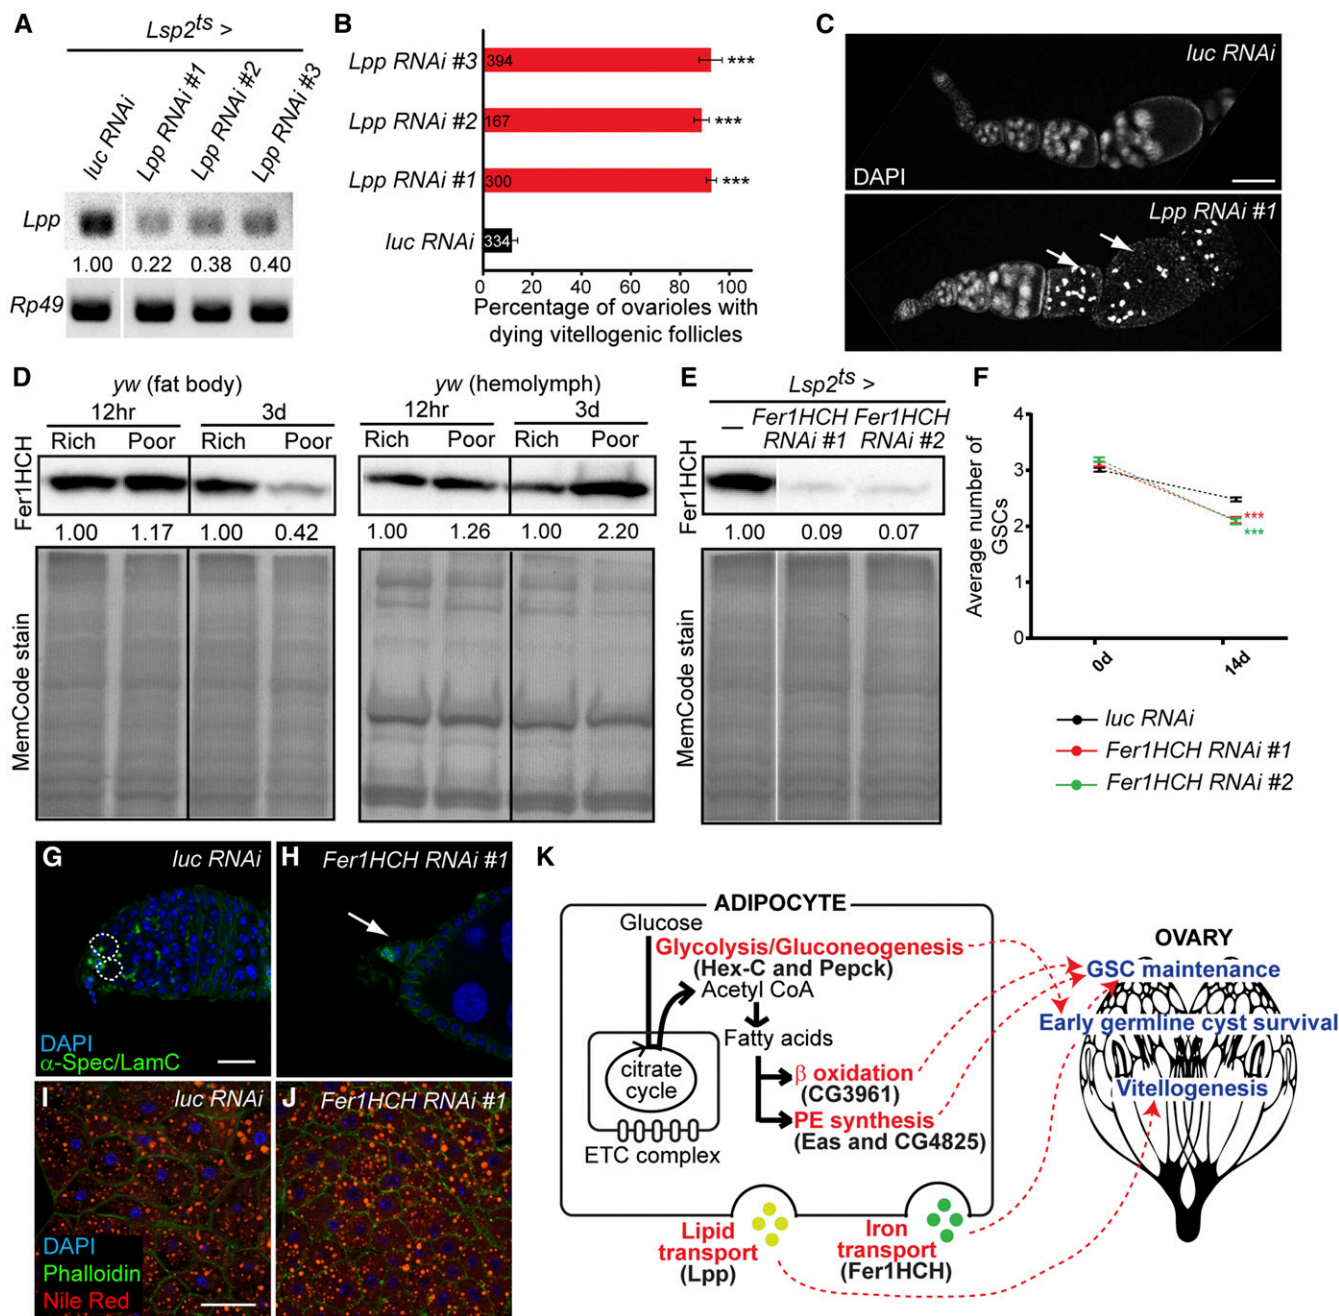 A
Lsp2ts >
luc RNAi
Lpp RNAi #1
Lpp RNAi #2
Lpp RNAi #3
Lpp
1.00 0.22 0.38 0.40
Rp49
B
Lpp RNAi #3
394
***
Lpp RNAi #2
167
***
Lpp RNAi #1
300
***
luc RNAi
334
0 20 40 60 80 100
Percentage of ovarioles with
dying vitellogenic follicles
C
luc RNAi
DAPI
Lpp RNAi #1
D
yw (fat body)
12hr 3d
Rich Poor Rich Poor
Fer1HCH
1.00 1.17 1.00 0.42
MemCode stain
yw (hemolymph)
12hr 3d
Rich Poor Rich Poor
1.00 1.26 1.00 2.20
E
Lsp2ts >
— Fer1HCH Fer1HCH
RNAi #1 RNAi #2
Fer1HCH
1.00 0.09 0.07
MemCode stain
F
Average number of
GSCs
4
3
2
1
0
***
***
0d
14d
luc RNAi
Fer1HCH RNAi #1
Fer1HCH RNAi #2
G
luc RNAi
DAPI
α-Spec/LamC
H
Fer1HCH RNAi #1
I
luc RNAi
DAPI
Phalloidin
Nile Red
J
Fer1HCH RNAi #1
K
ADIPOCYTE
Glucose
Glycolysis/Gluconeogenesis
(Hex-C and Pepck)
Acetyl CoA
Fatty acids
citrate
cycle
ETC complex
β oxidation
(CG3961)
PE synthesis
(Eas and CG4825)
Lipid
transport
(Lpp)
Iron
transport
(Fer1HCH)
OVARY
GSC maintenance
Early germline cyst survival
Vitellogenesis